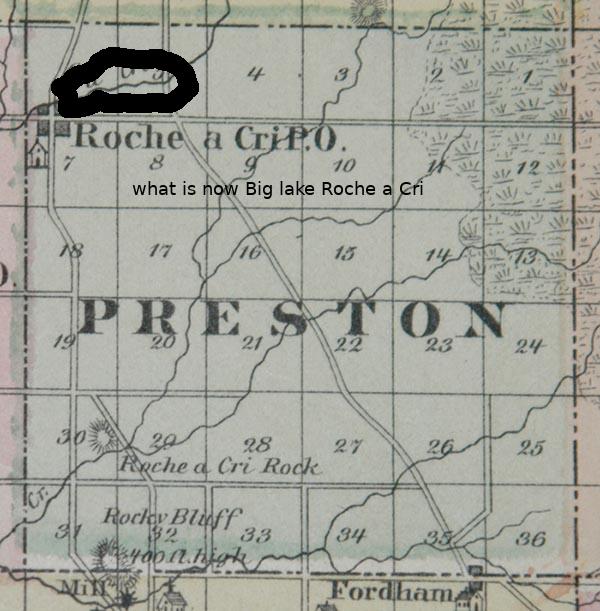 4 3 2 1
Roche a Cri P.O.
7 8 9 10 11 12
what is now Big lake Roche a Cri
18 17 16 15 14 13
PRESTON
19 20 21 22 23 24
30 29 28 27 26 25
Roche a Cri Rock
Cr.
31 32 33 34 35 36
Rocky Bluff
400 ft. high
Mill
Fordham